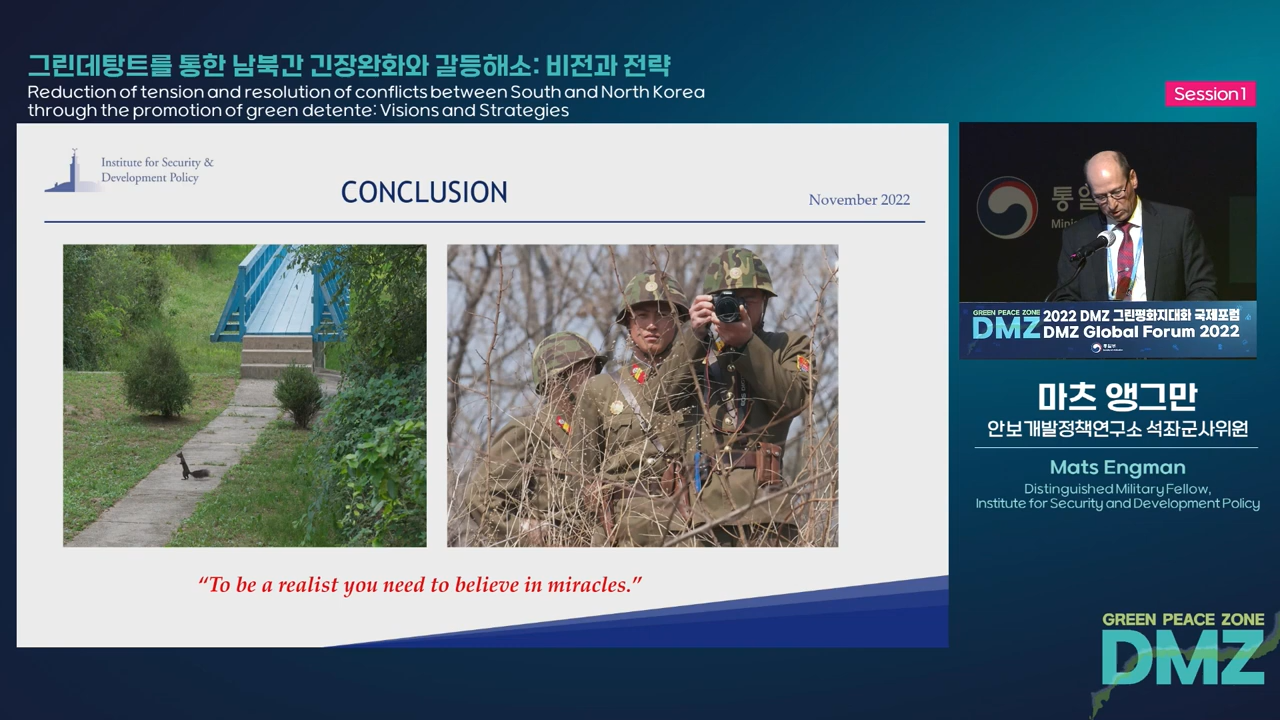 그린데탕트를 통한 남북간 긴장완화와 갈등해소: 비전과 전략
Reduction of tension and resolution of conflicts between South and North Korea
through the promotion of green detente: Visions and Strategies
Session1
Institute for Security &
Development Policy
CONCLUSION
November 2022
“To be a realist you need to believe in miracles.”
통일
Mini
GREEN PEACE ZONE
DMZ
2022 DMZ 그린평화지대화 국제포럼
DMZ Global Forum 2022
통일부
마츠 앵그만
안보개발정책연구소 석좌군사위원
Mats Engman
Distinguished Military Fellow,
Institute for Security and Development Policy
GREEN PEACE ZONE
DMZ